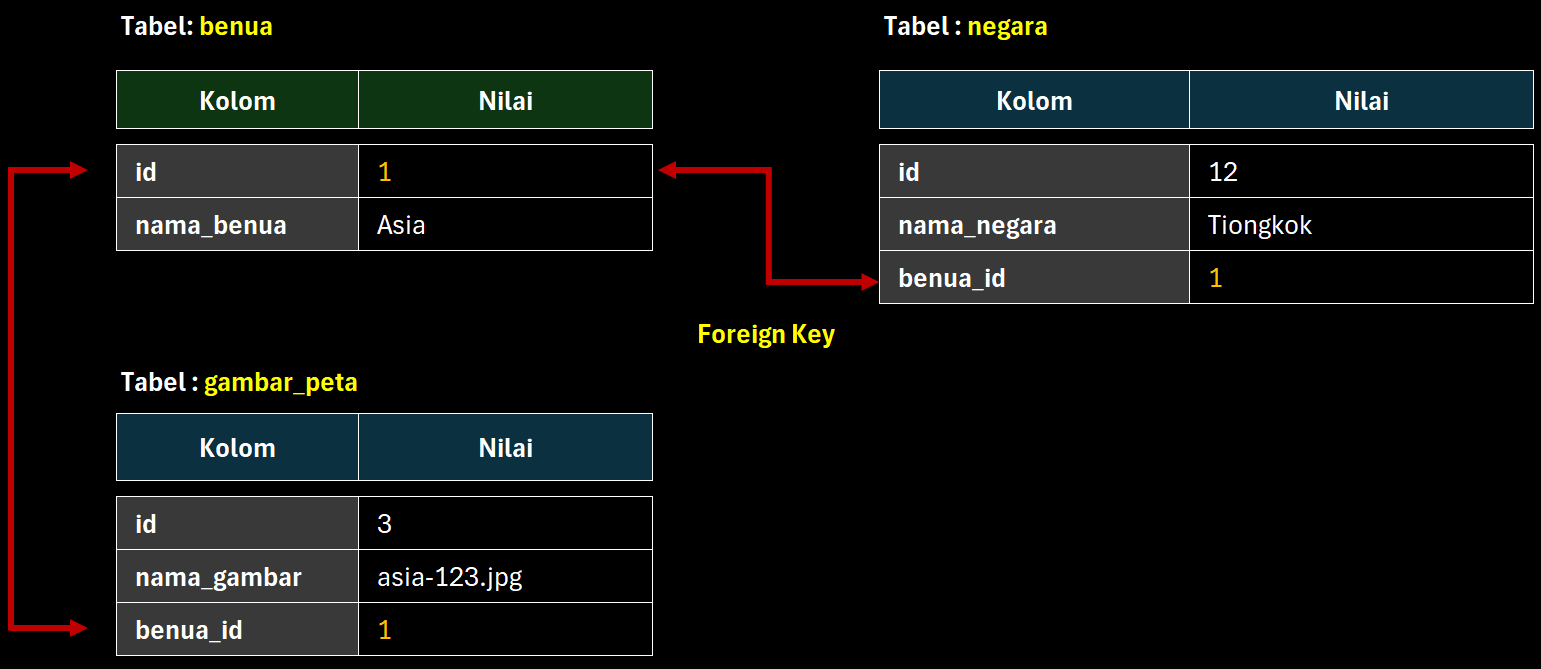 Tabel: benua
Kolom Nilai
id 1
nama_benua Asia
Tabel : negara
Kolom Nilai
id 12
nama_negara Tiongkok
benua_id 1
Foreign Key
Tabel : gambar_peta
Kolom Nilai
id 3
nama_gambar asia-123.jpg
benua_id 1